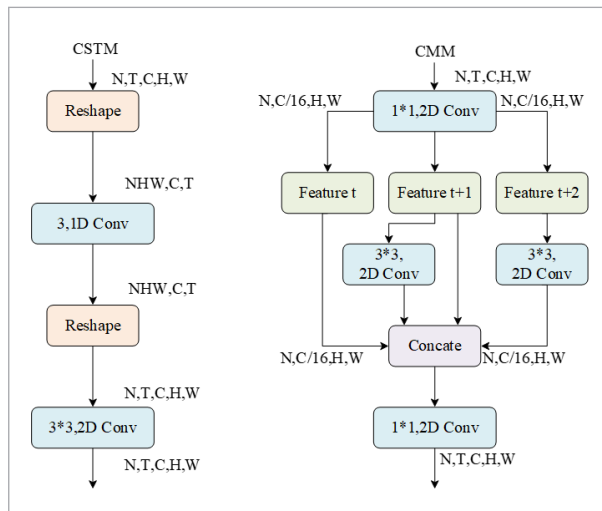 CSTM
N,T,C,H,W
Reshape
NHW,C,T
3,1D Conv
NHW,C,T
Reshape
N,T,C,H,W
3*3,2D Conv
N,T,C,H,W
CMM
N,T,C,H,W
N,C/16,H,W
1*1,2D Conv
N,C/16,H,W
Feature t
Feature t+1
Feature t+2
3*3,
2D Conv
3*3,
2D Conv
Concate
N,C/16,H,W
N,C/16,H,W
1*1,2D Conv
N,T,C,H,W